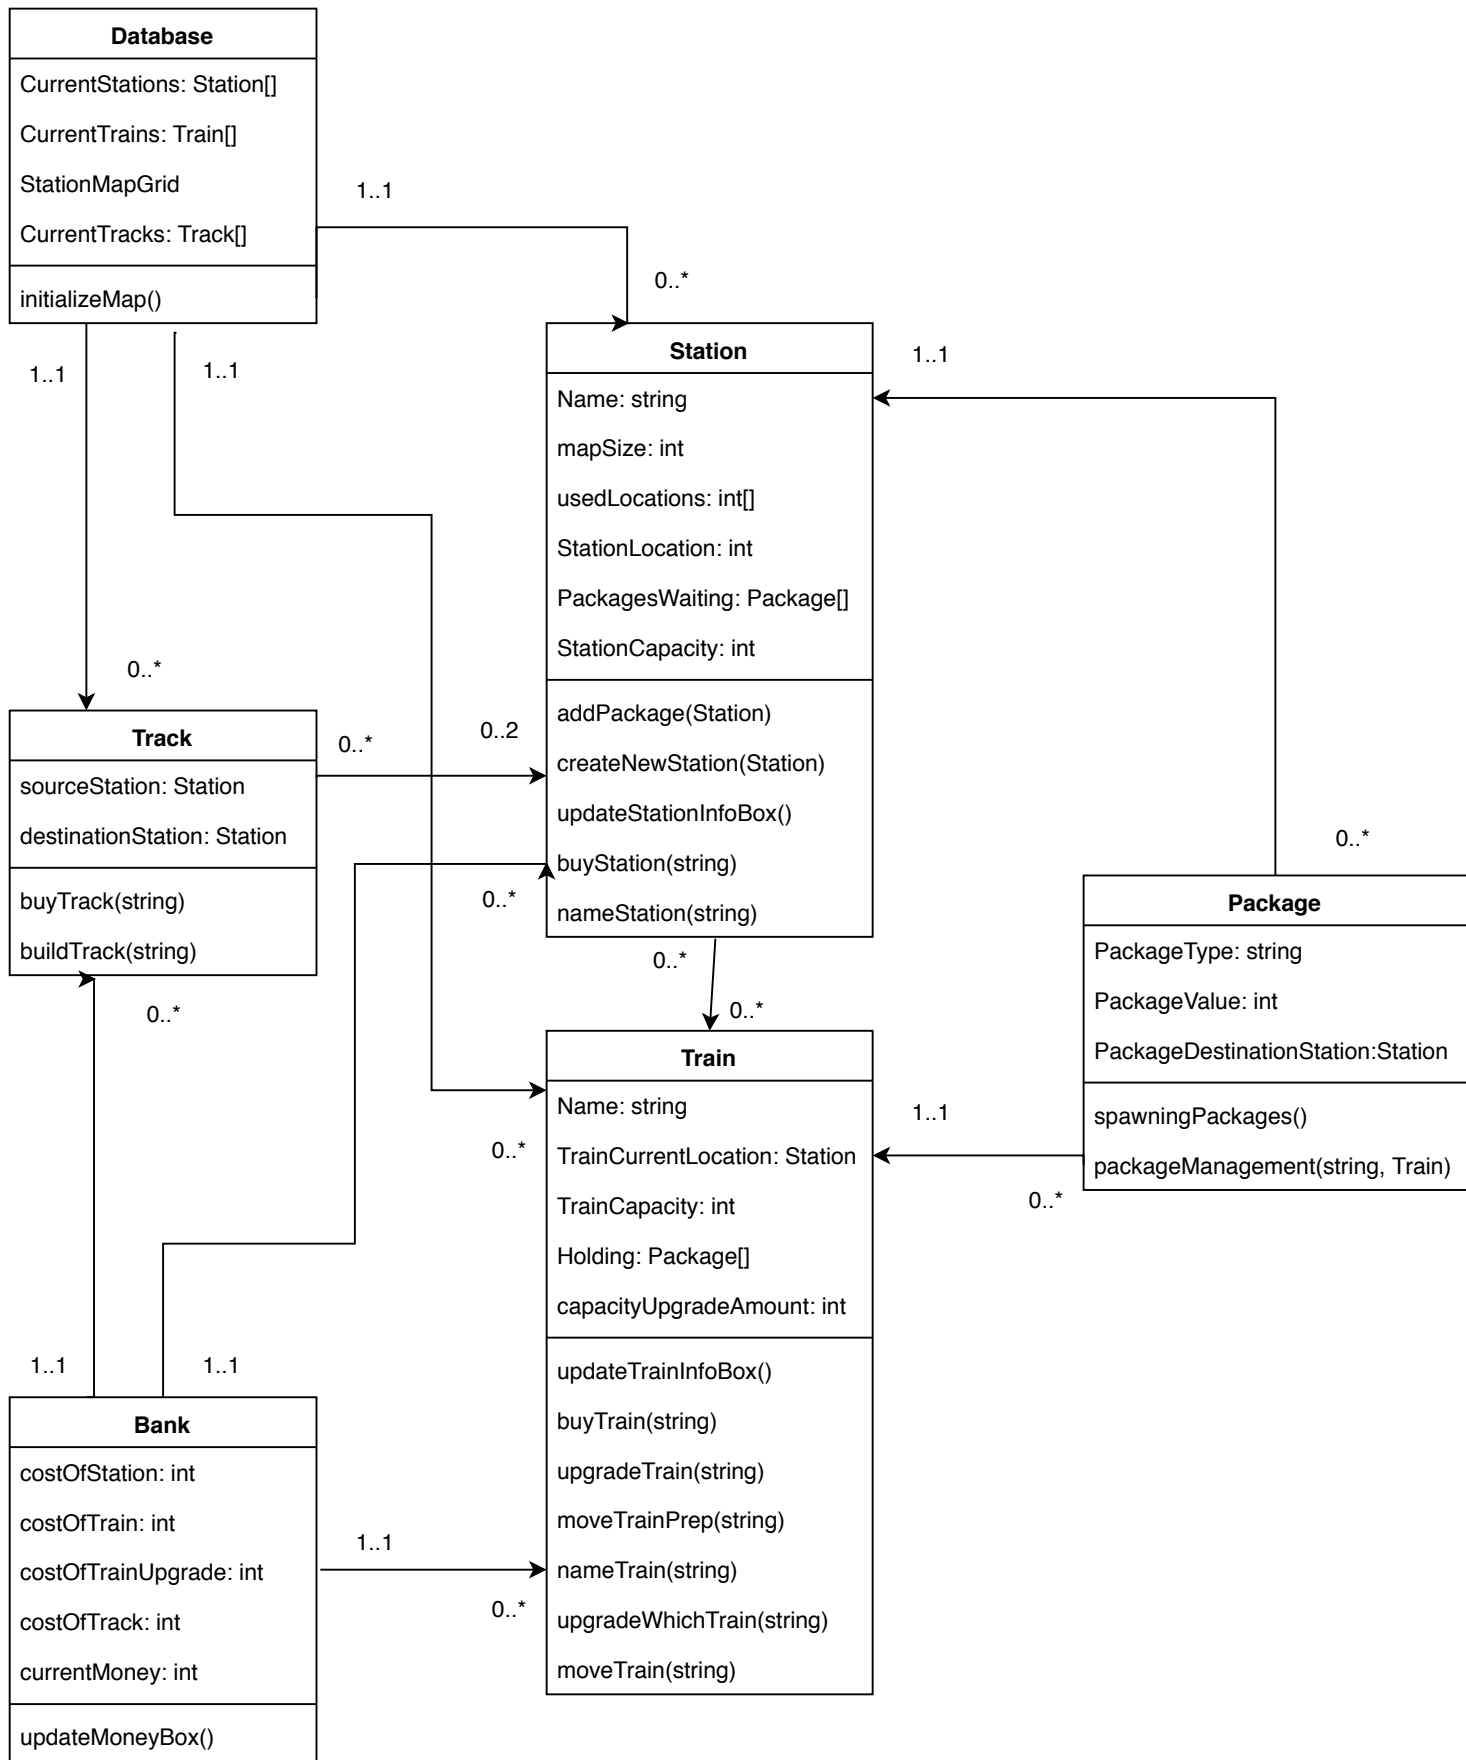 Database
CurrentStations: Station[]
CurrentTrains: Train[]
StationMapGrid
CurrentTracks: Track[]
initializeMap()
1..1
0..*
1..1
1..1
0..*
Station
Name: string
mapSize: int
usedLocations: int[]
StationLocation: int
PackagesWaiting: Package[]
StationCapacity: int
addPackage(Station)
createNewStation(Station)
updateStationInfoBox()
buyStation(string)
nameStation(string)
1..1
0..*
Track
sourceStation: Station
destinationStation: Station
buyTrack(string)
buildTrack(string)
0..*
0..2
0..*
0..*
0..*
0..*
Package
PackageType: string
PackageValue: int
PackageDestinationStation:Station
spawningPackages()
packageManagement(string, Train)
1..1
0..*
Train
Name: string
TrainCurrentLocation: Station
TrainCapacity: int
Holding: Package[]
capacityUpgradeAmount: int
updateTrainInfoBox()
buyTrain(string)
upgradeTrain(string)
moveTrainPrep(string)
nameTrain(string)
upgradeWhichTrain(string)
moveTrain(string)
0..*
1..1
1..1
Bank
costOfStation: int
costOfTrain: int
costOfTrainUpgrade: int
costOfTrack: int
currentMoney: int
updateMoneyBox()
1..1
0..*